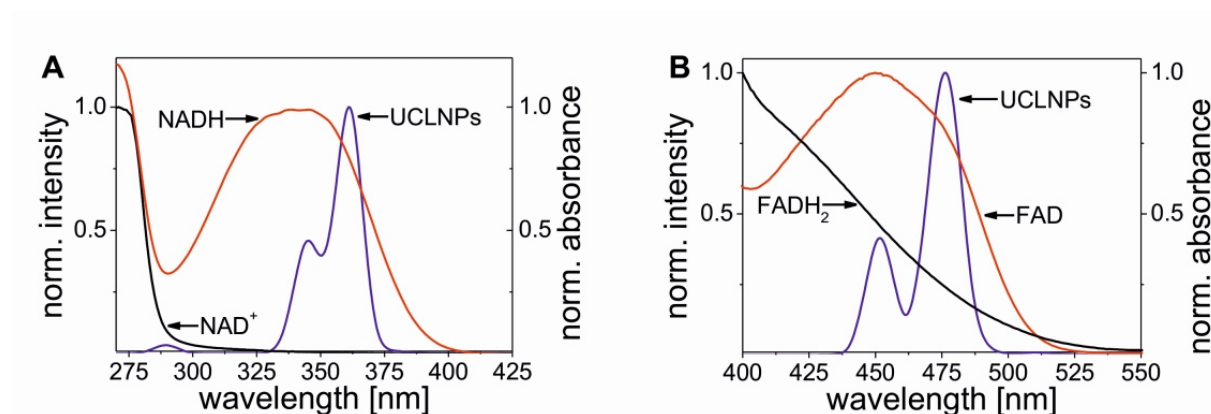 A
NADH
UCLNPs
NAD⁺
1.0
0.5
1.0
0.5
norm. intensity
norm. absorbance
275 300 325 350 375 400 425
wavelength [nm]
B
UCLNPs
FADH₂
FAD
1.0
0.5
1.0
0.5
norm. intensity
norm. absorbance
400 425 450 475 500 525 550
wavelength [nm]